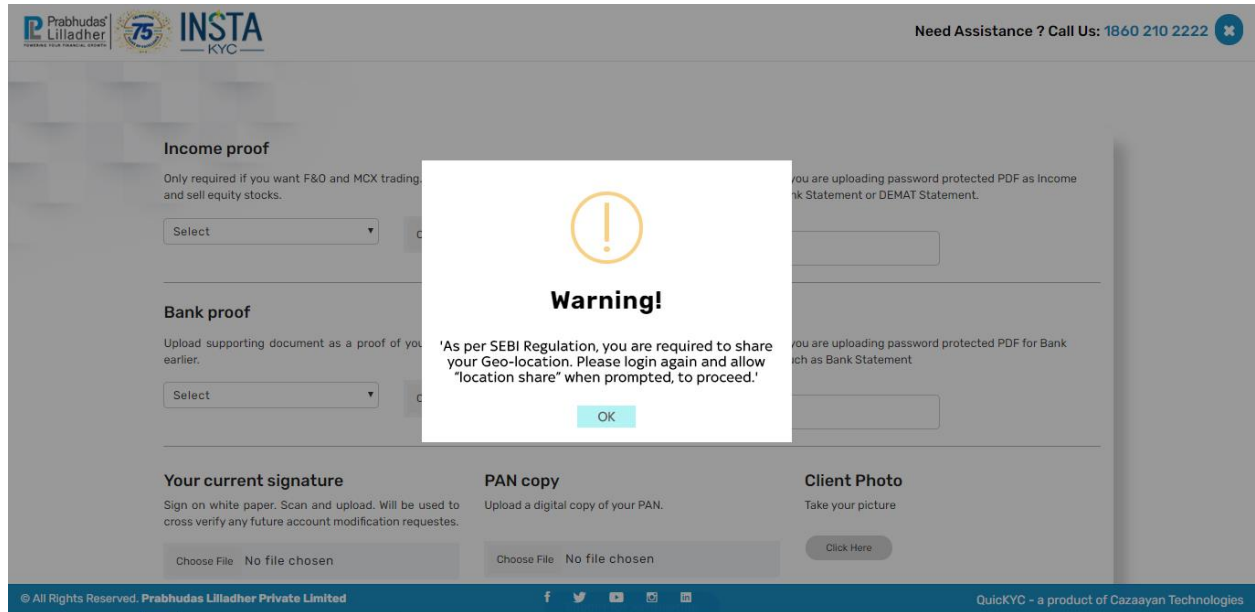 Prabhudas
Lilladher
POWERING YOUR FINANCIAL GROWTH
75
INSTA
KYC
Need Assistance ? Call Us: 1860 210 2222
Income proof
Only required if you want F&O and MCX trading.
and sell equity stocks.
you are uploading password protected PDF as Income
nk Statement or DEMAT Statement.
Select
C
Warning!
'As per SEBI Regulation, you are required to share
your Geo-location. Please login again and allow
"location share" when prompted, to proceed.'
OK
Bank proof
Upload supporting document as a proof of you
earlier.
you are uploading password protected PDF for Bank
uch as Bank Statement
Select
C
Your current signature
Sign on white paper. Scan and upload. Will be used to
cross verify any future account modification requestes.
Choose File No file chosen
PAN copy
Upload a digital copy of your PAN.
Choose File No file chosen
Client Photo
Take your picture
Click Here
© All Rights Reserved. Prabhudas Lilladher Private Limited
QuicKYC - a product of Cazaayan Technologies